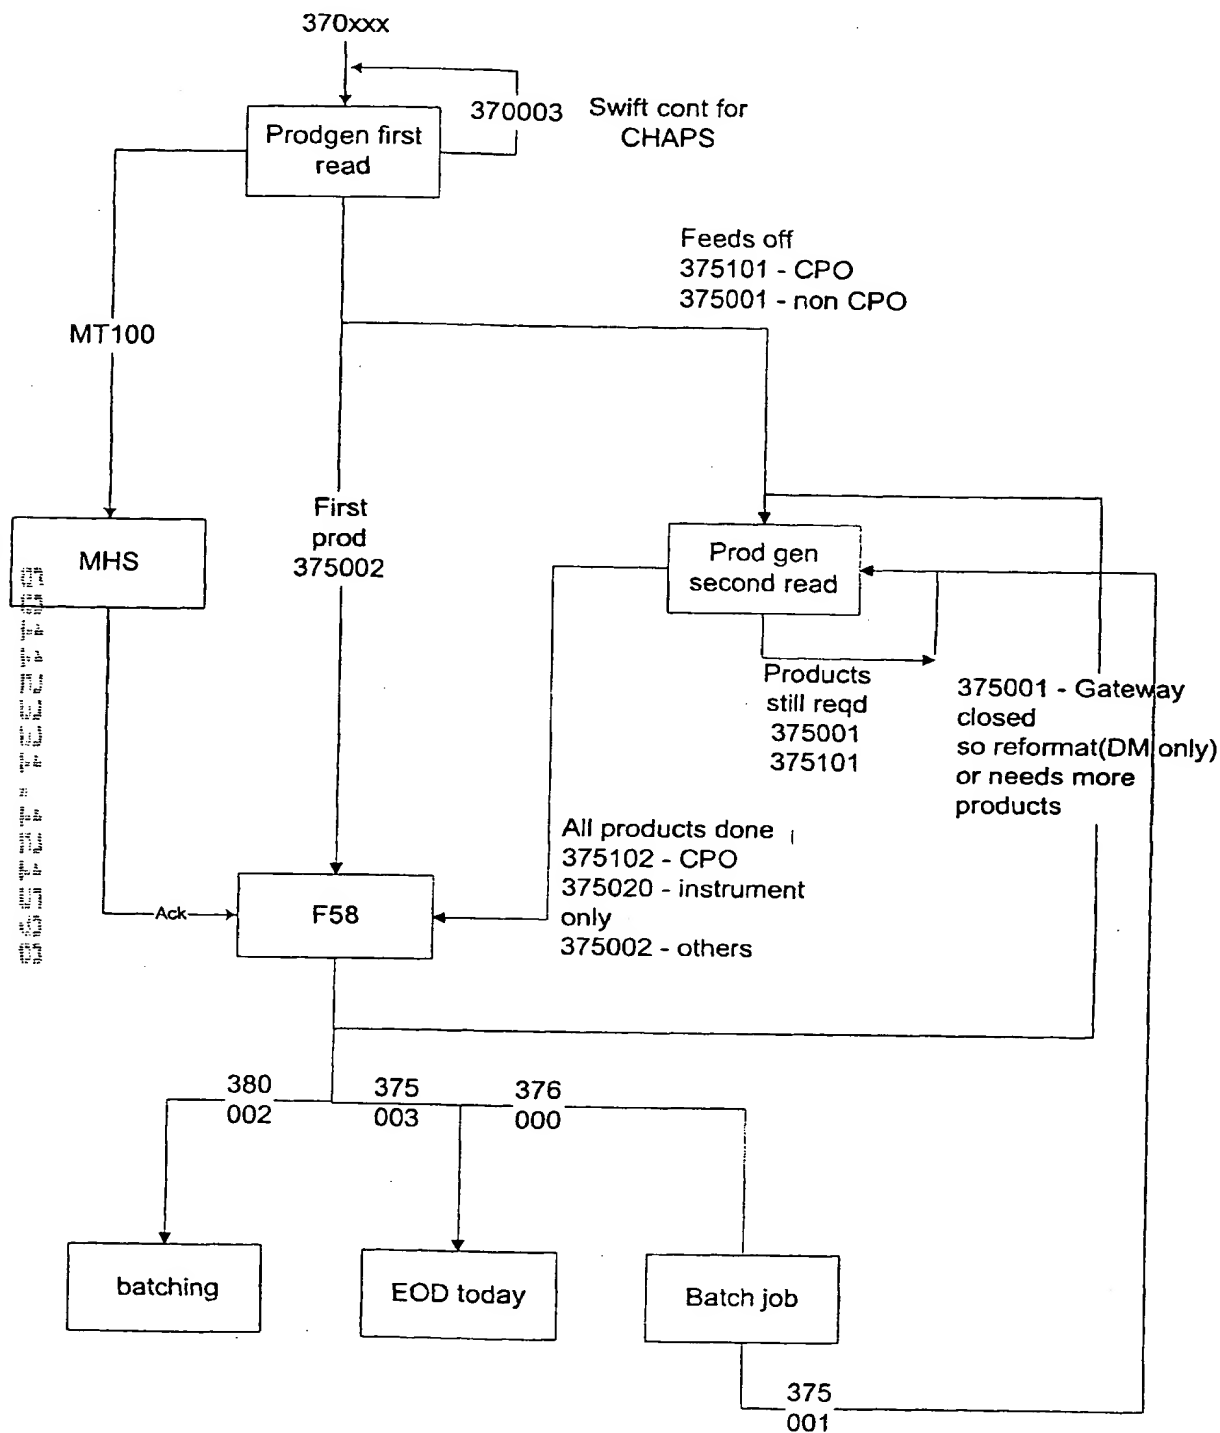 370xxx
370003
Swift cont for
CHAPS
Prodgen first
read
Feeds off
375101 - CPO
375001 - non CPO
MT100
First
prod
375002
MHS
Prod gen
second read
Products
still reqd
375001
375101
375001 - Gateway
closed
so reformat(DM only)
or needs more
products
All products done
375102 - CPO
375020 - instrument
only
375002 - others
Ack
F58
380
002
375
003
376
000
batching
EOD today
Batch job
375
001